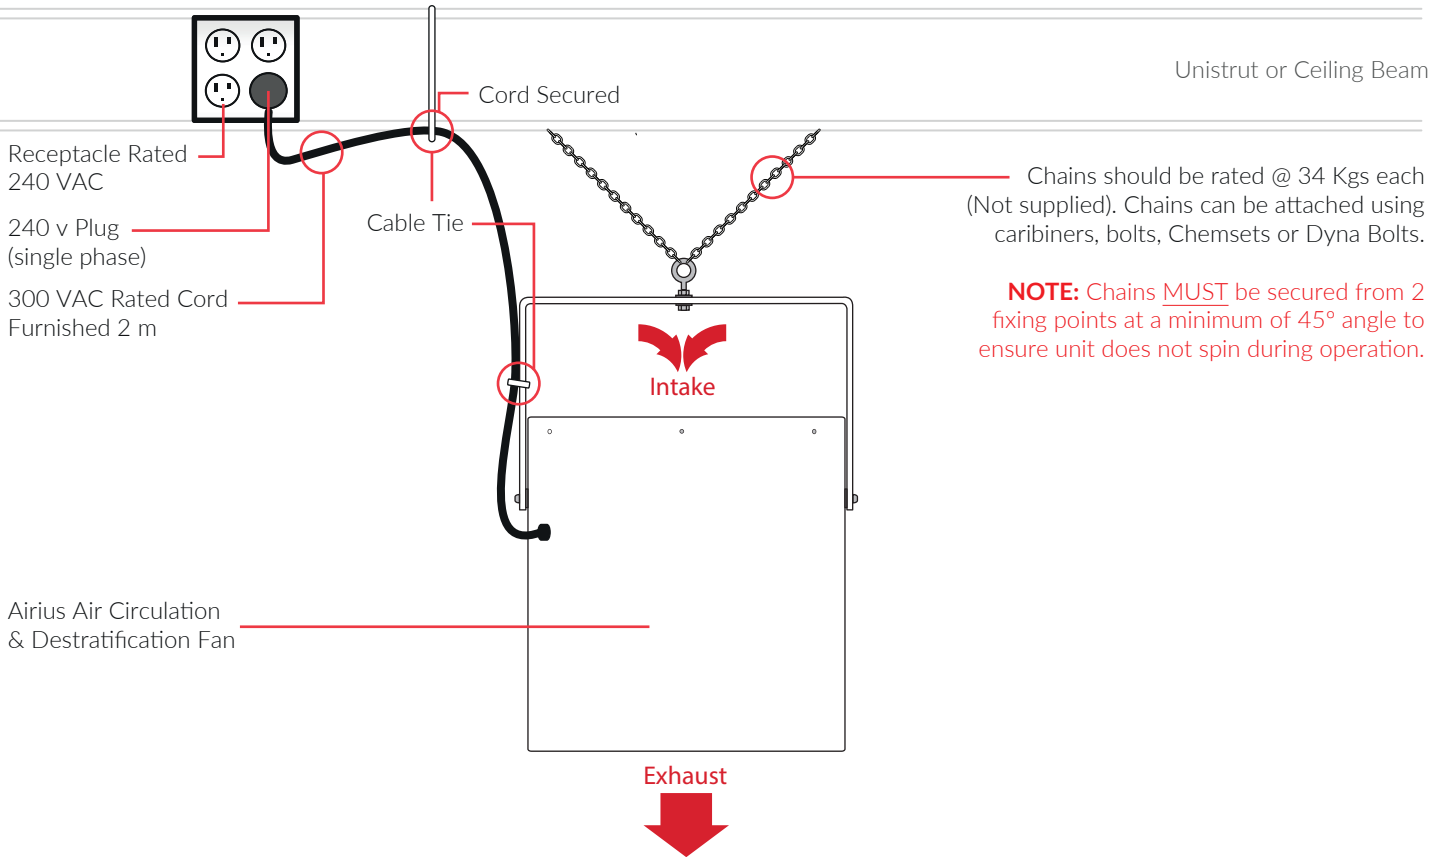 Unistrut or Ceiling Beam
Cord Secured
Receptacle Rated
240 VAC
240 v Plug
(single phase)
300 VAC Rated Cord
Furnished 2 m
Cable Tie
Chains should be rated @ 34 Kgs each
(Not supplied). Chains can be attached using
caribiners, bolts, Chemsets or Dyna Bolts.
NOTE: Chains MUST be secured from 2
fixing points at a minimum of 45° angle to
ensure unit does not spin during operation.
Intake
Airius Air Circulation
& Destratification Fan
Exhaust